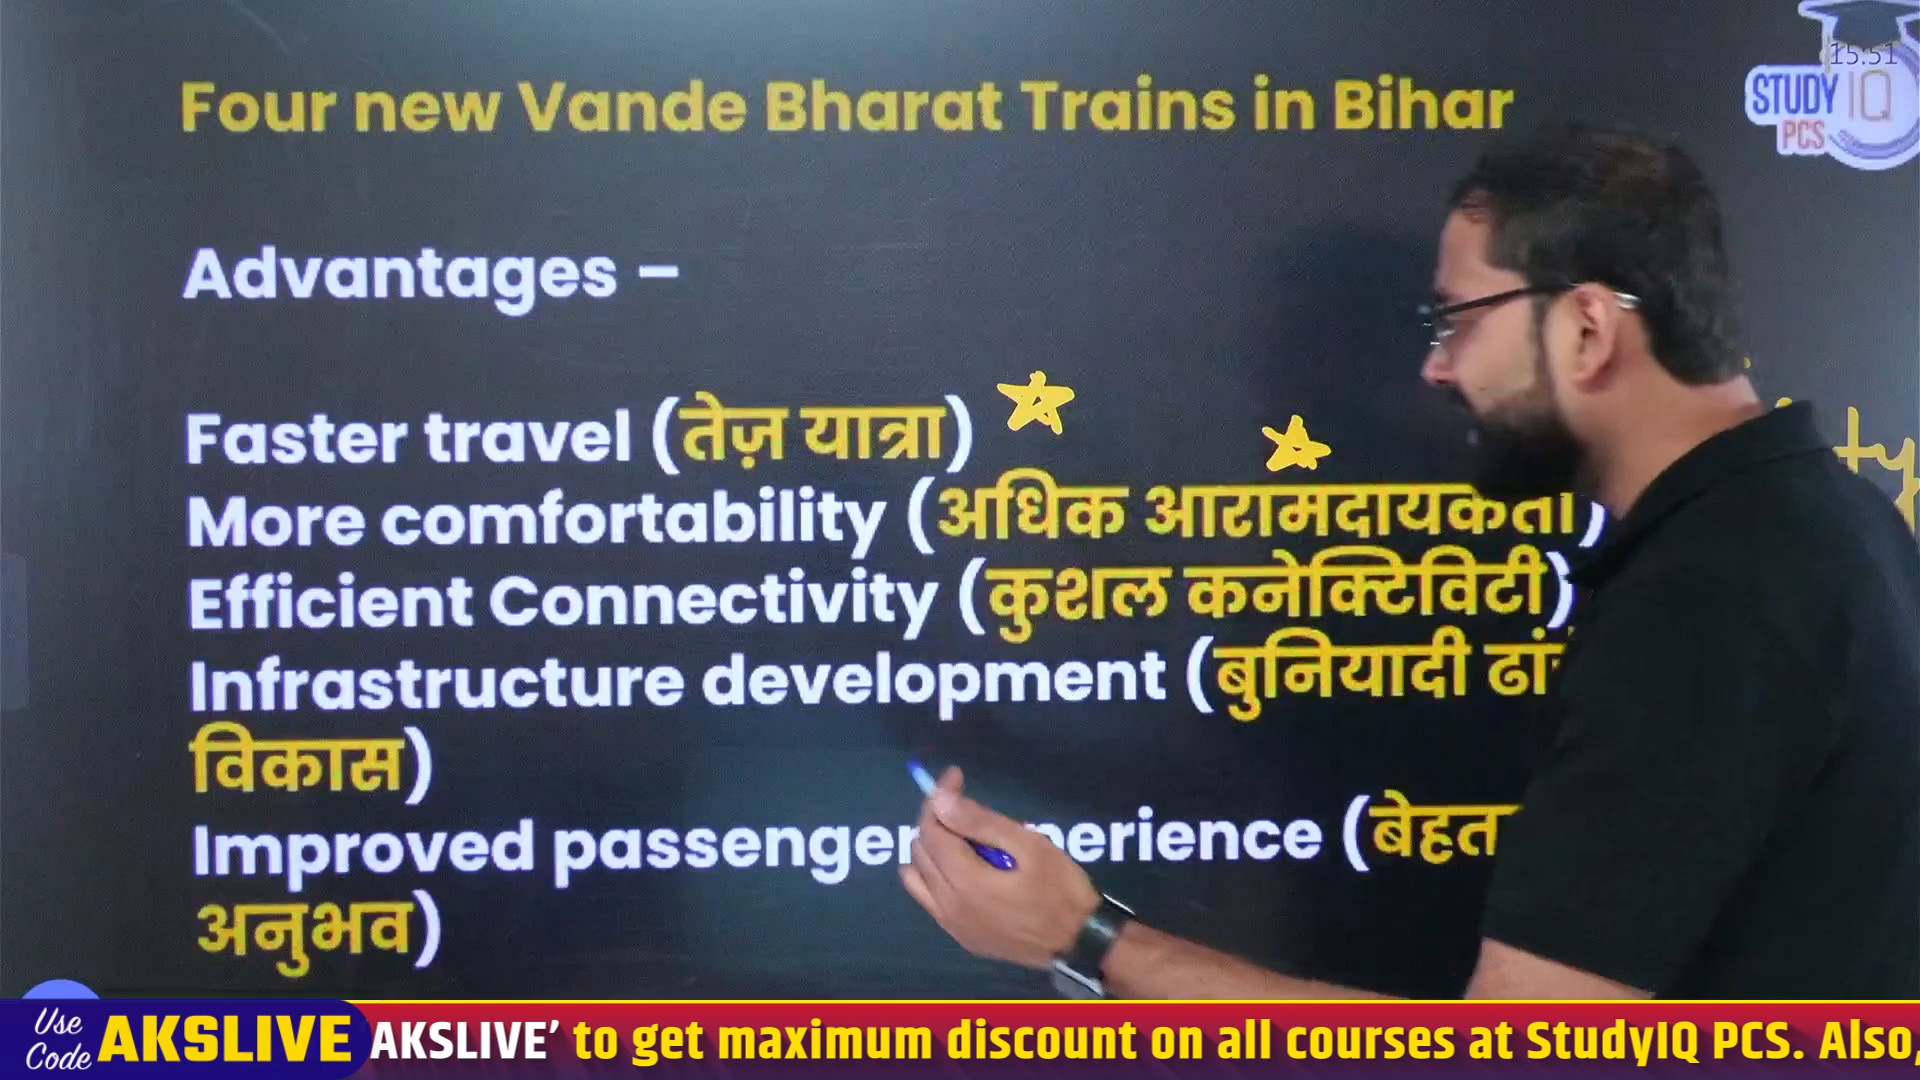 15:51
STUDY IQ
PCS
Four new Vande Bharat Trains in Bihar
Advantages –
Faster travel (तेज़ यात्रा)
More comfortability (अधिक आरामदायकता)
Efficient Connectivity (कुशल कनेक्टिविटी)
Infrastructure development (बुनियादी
विकास)
Improved passenger
अनुभव)
Use
Code
AKSLIVE
AKSLIVE’ to get maximum discount on all courses at StudyIQ PCS. Also,